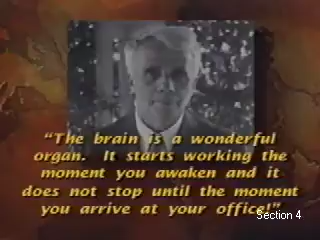 “The brain is a wonderful
organ. It starts working the
moment you awaken and it
does not stop until the moment
you arrive at your office!”
Section 4